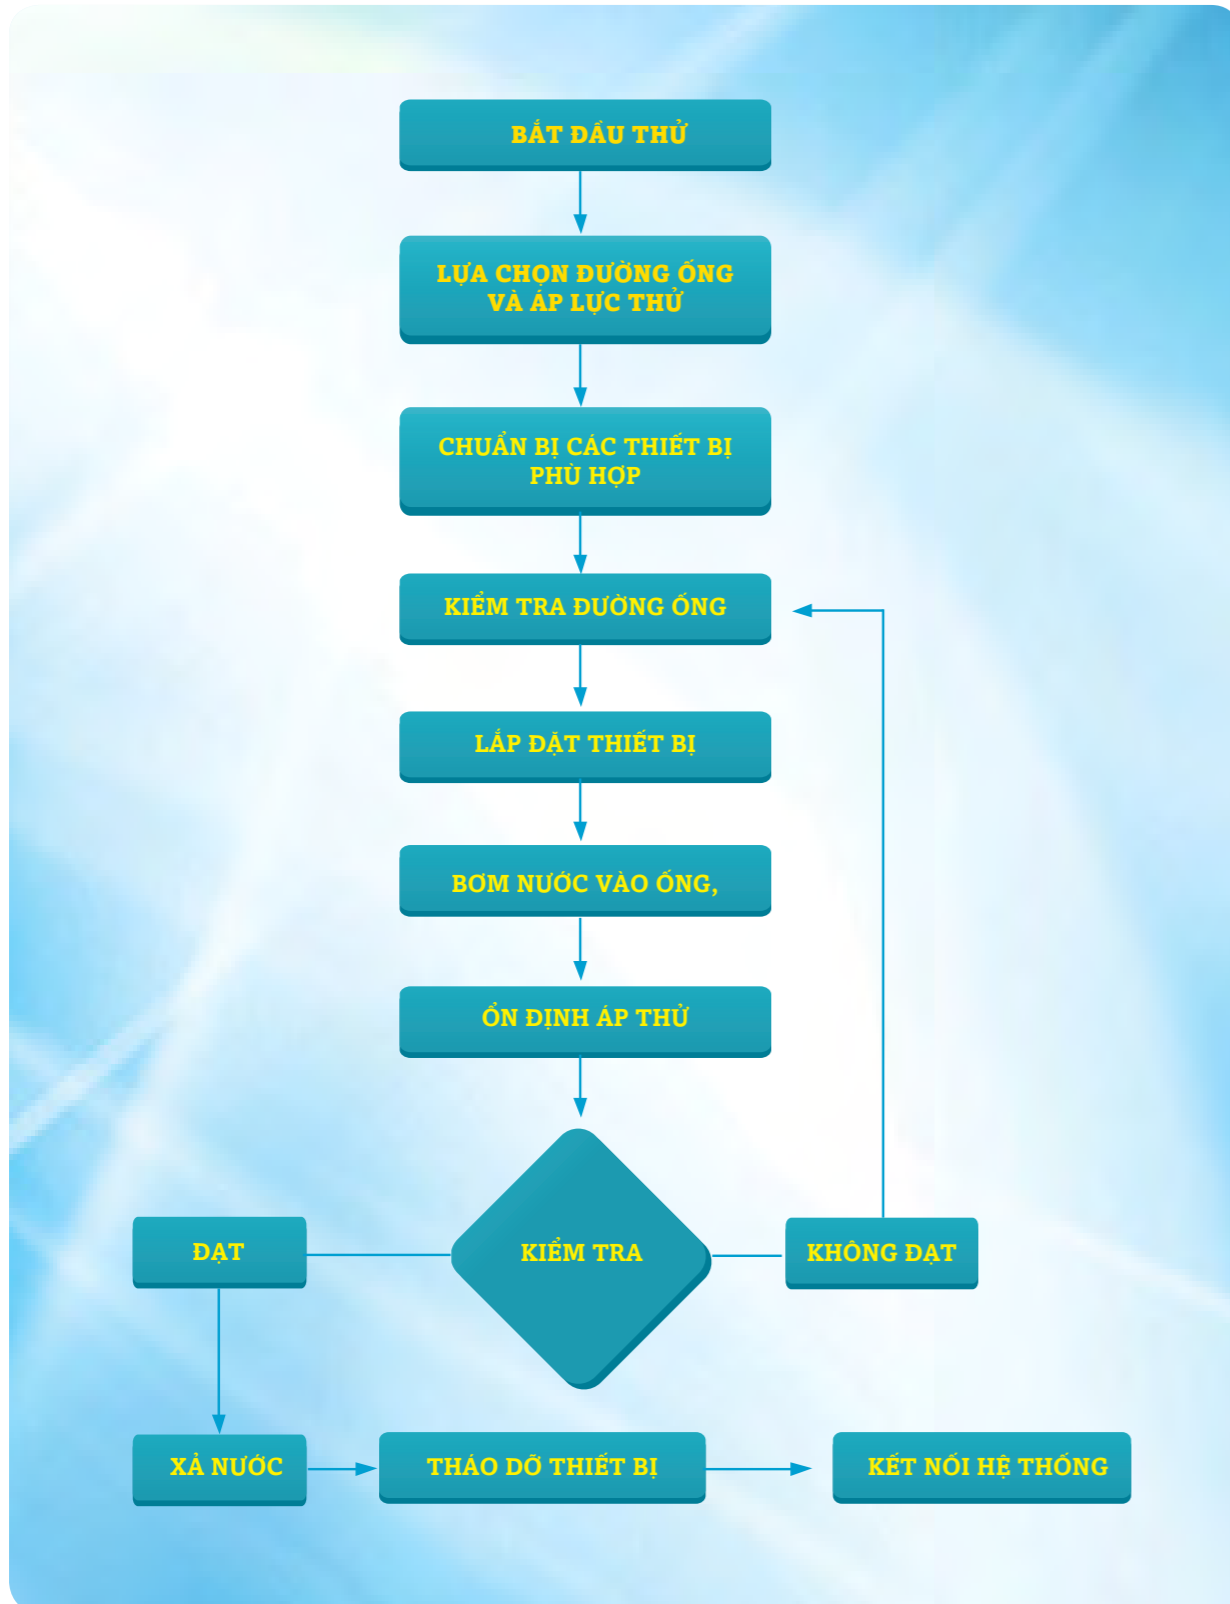 BẮT ĐẦU THỬ
LỰA CHỌN ĐƯỜNG ỐNG
VÀ ÁP LỰC THỬ
CHUẨN BỊ CÁC THIẾT BỊ
PHÙ HỢP
KIỂM TRA ĐƯỜNG ỐNG
LẮP ĐẶT THIẾT BỊ
BƠM NƯỚC VÀO ỐNG,
ỔN ĐỊNH ÁP THỬ
ĐẠT
KIỂM TRA
KHÔNG ĐẠT
XẢ NƯỚC
THÁO DỠ THIẾT BỊ
KẾT NỐI HỆ THỐNG